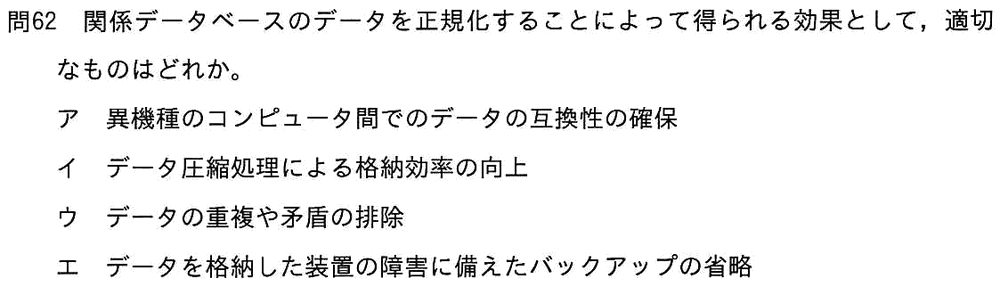 問62 関係データベースのデータを正規化することによって得られる効果として，適切
なものはどれか。
ア 異機種のコンピュータ間でのデータの互換性の確保
イ データ圧縮処理による格納効率の向上
ウ データの重複や矛盾の排除
エ データを格納した装置の障害に備えたバックアップの省略